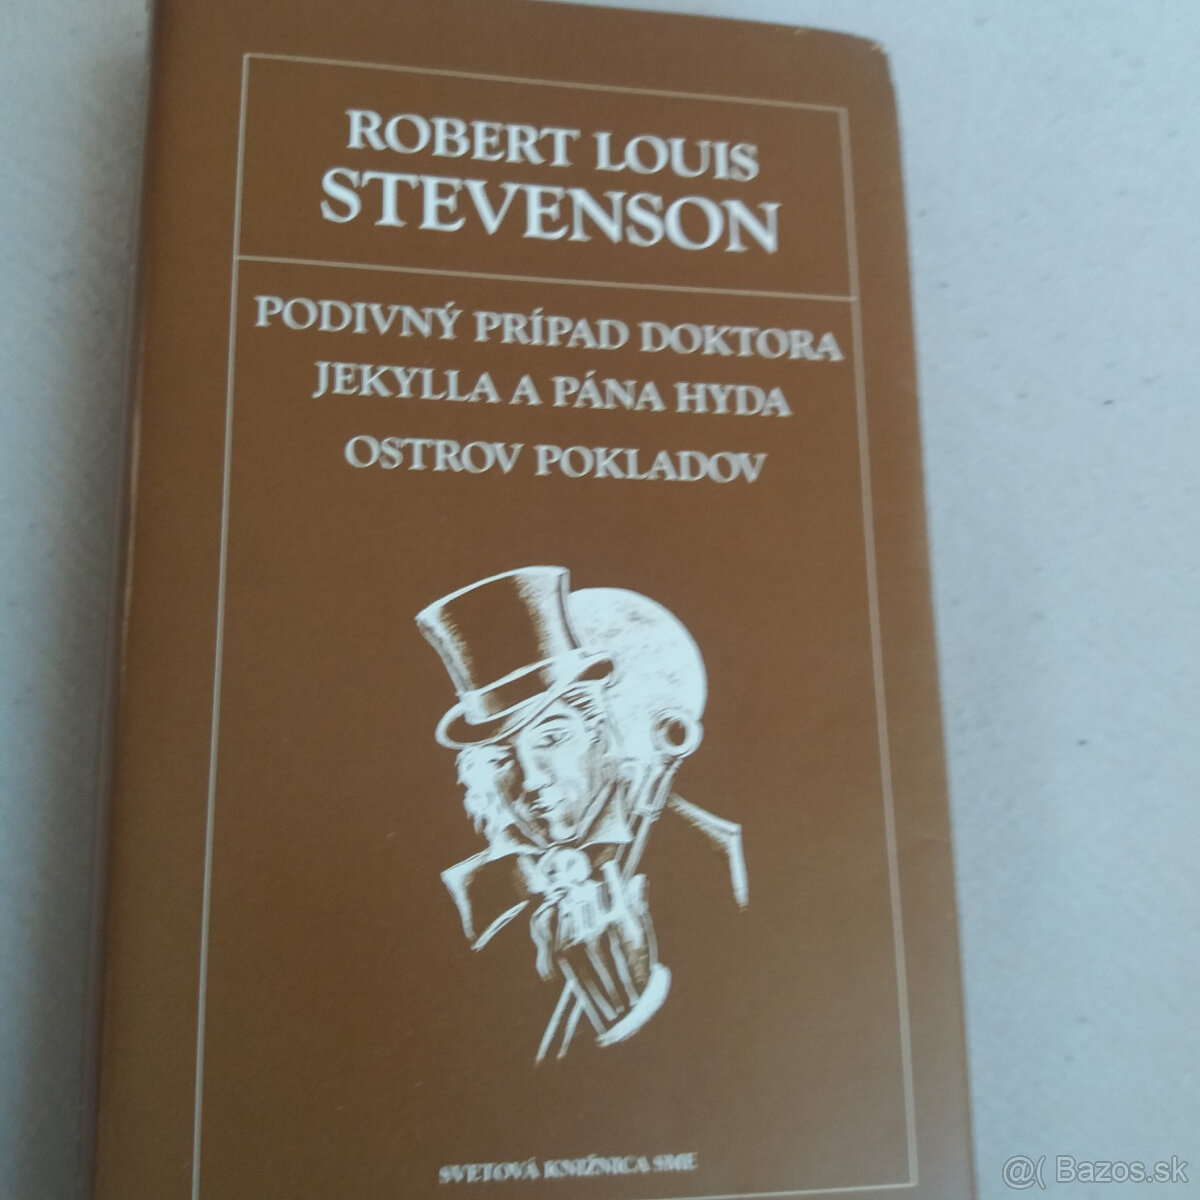 ROBERT LOUIS
STEVENSON
PODIVNÝ PRÍPAD DOKTORA
JEKYLLA A PÁNA HYDA
OSTROV POKLADOV
SVETOVÁ KNIŽNICA SME
@( Bazos.sk